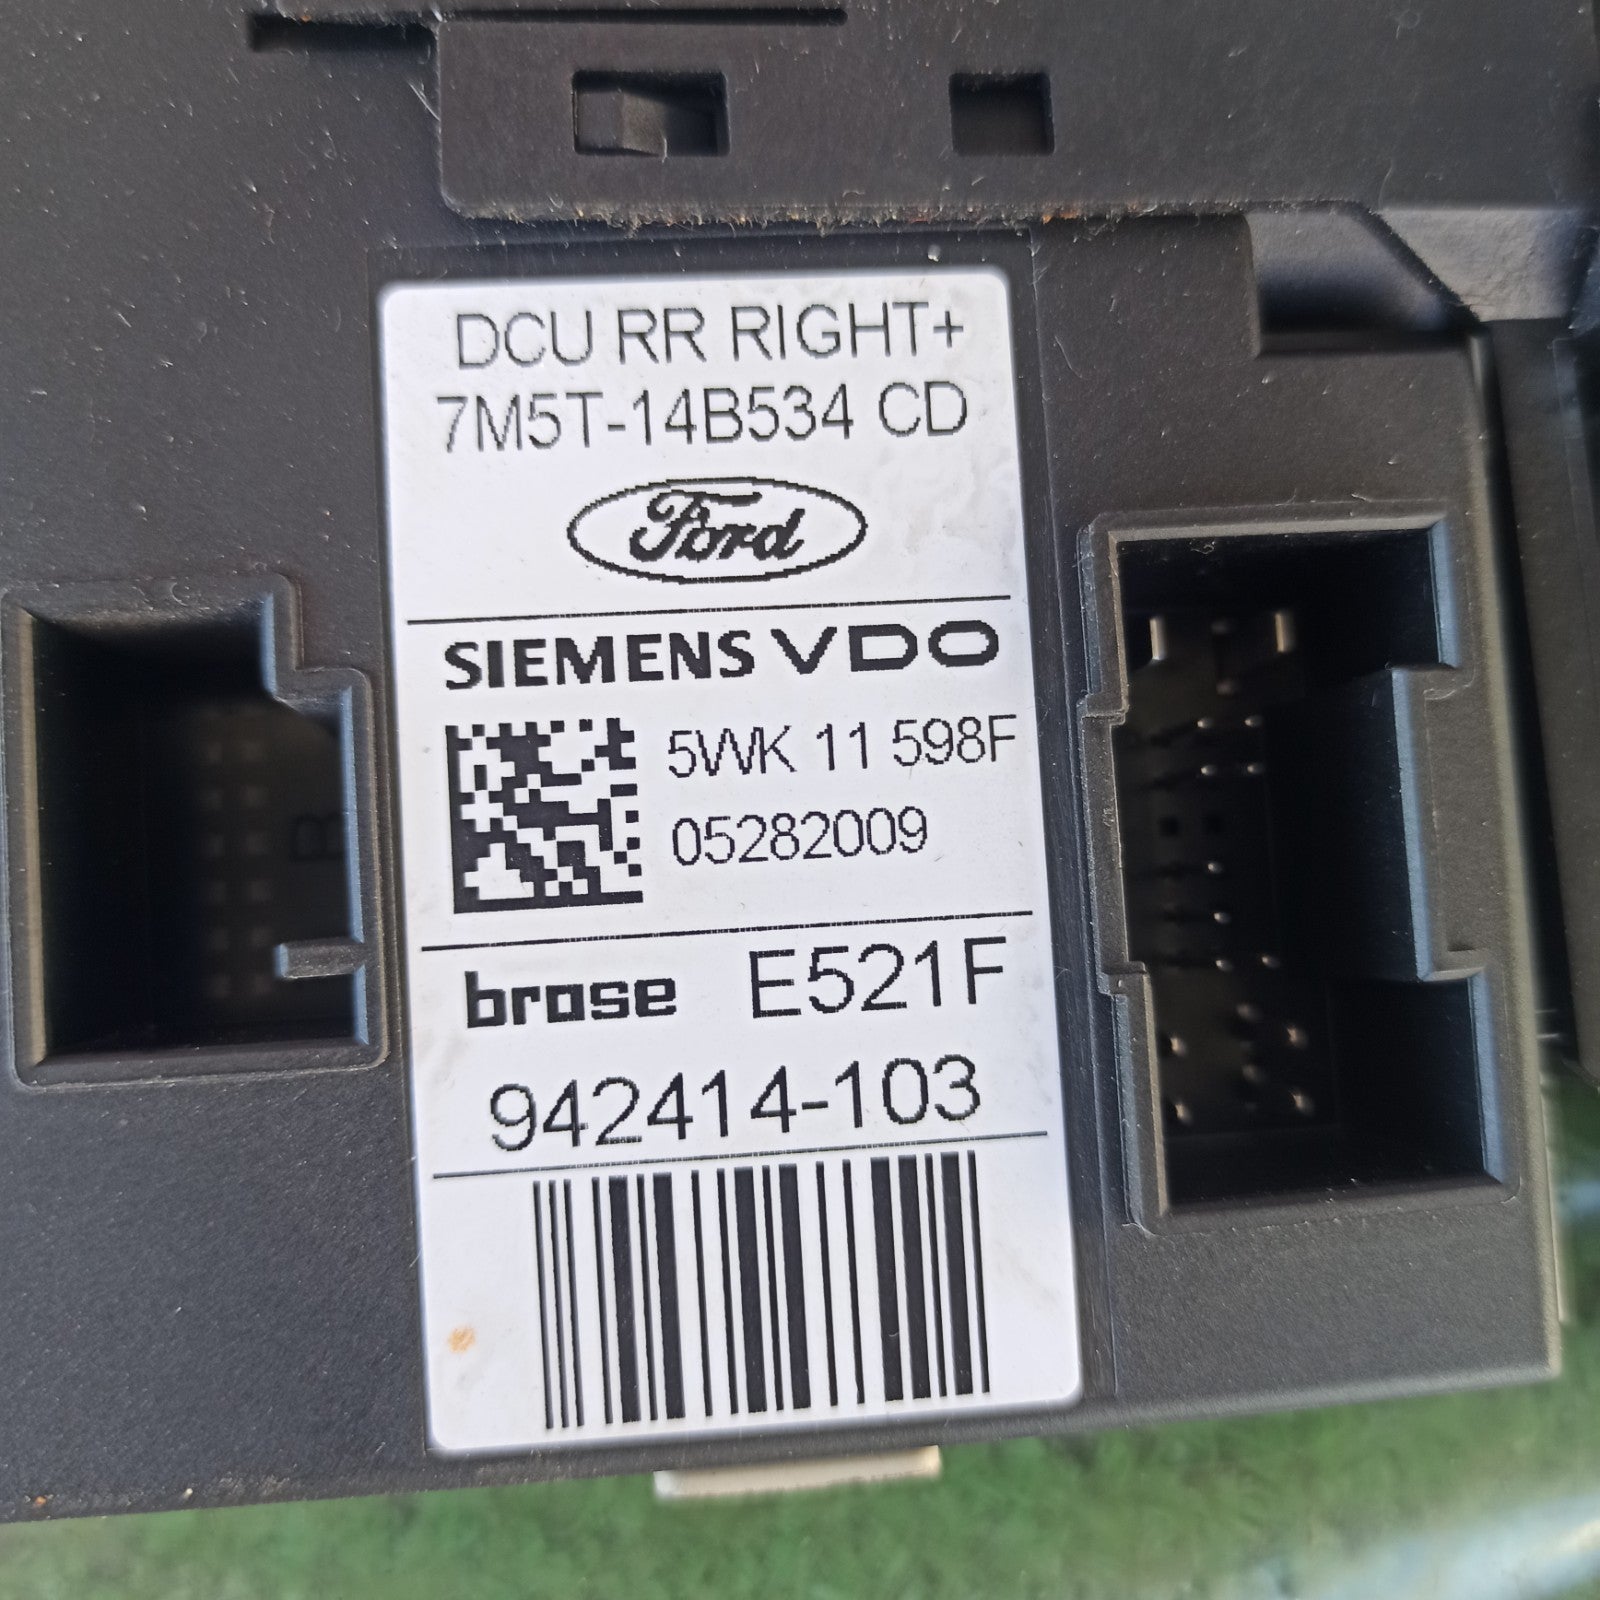 DCU RR RIGHT+
7M5T-14B534 CD
Ford
SIEMENS VDO
5WK 11 598F
05282009
brose E521F
942414-103
B